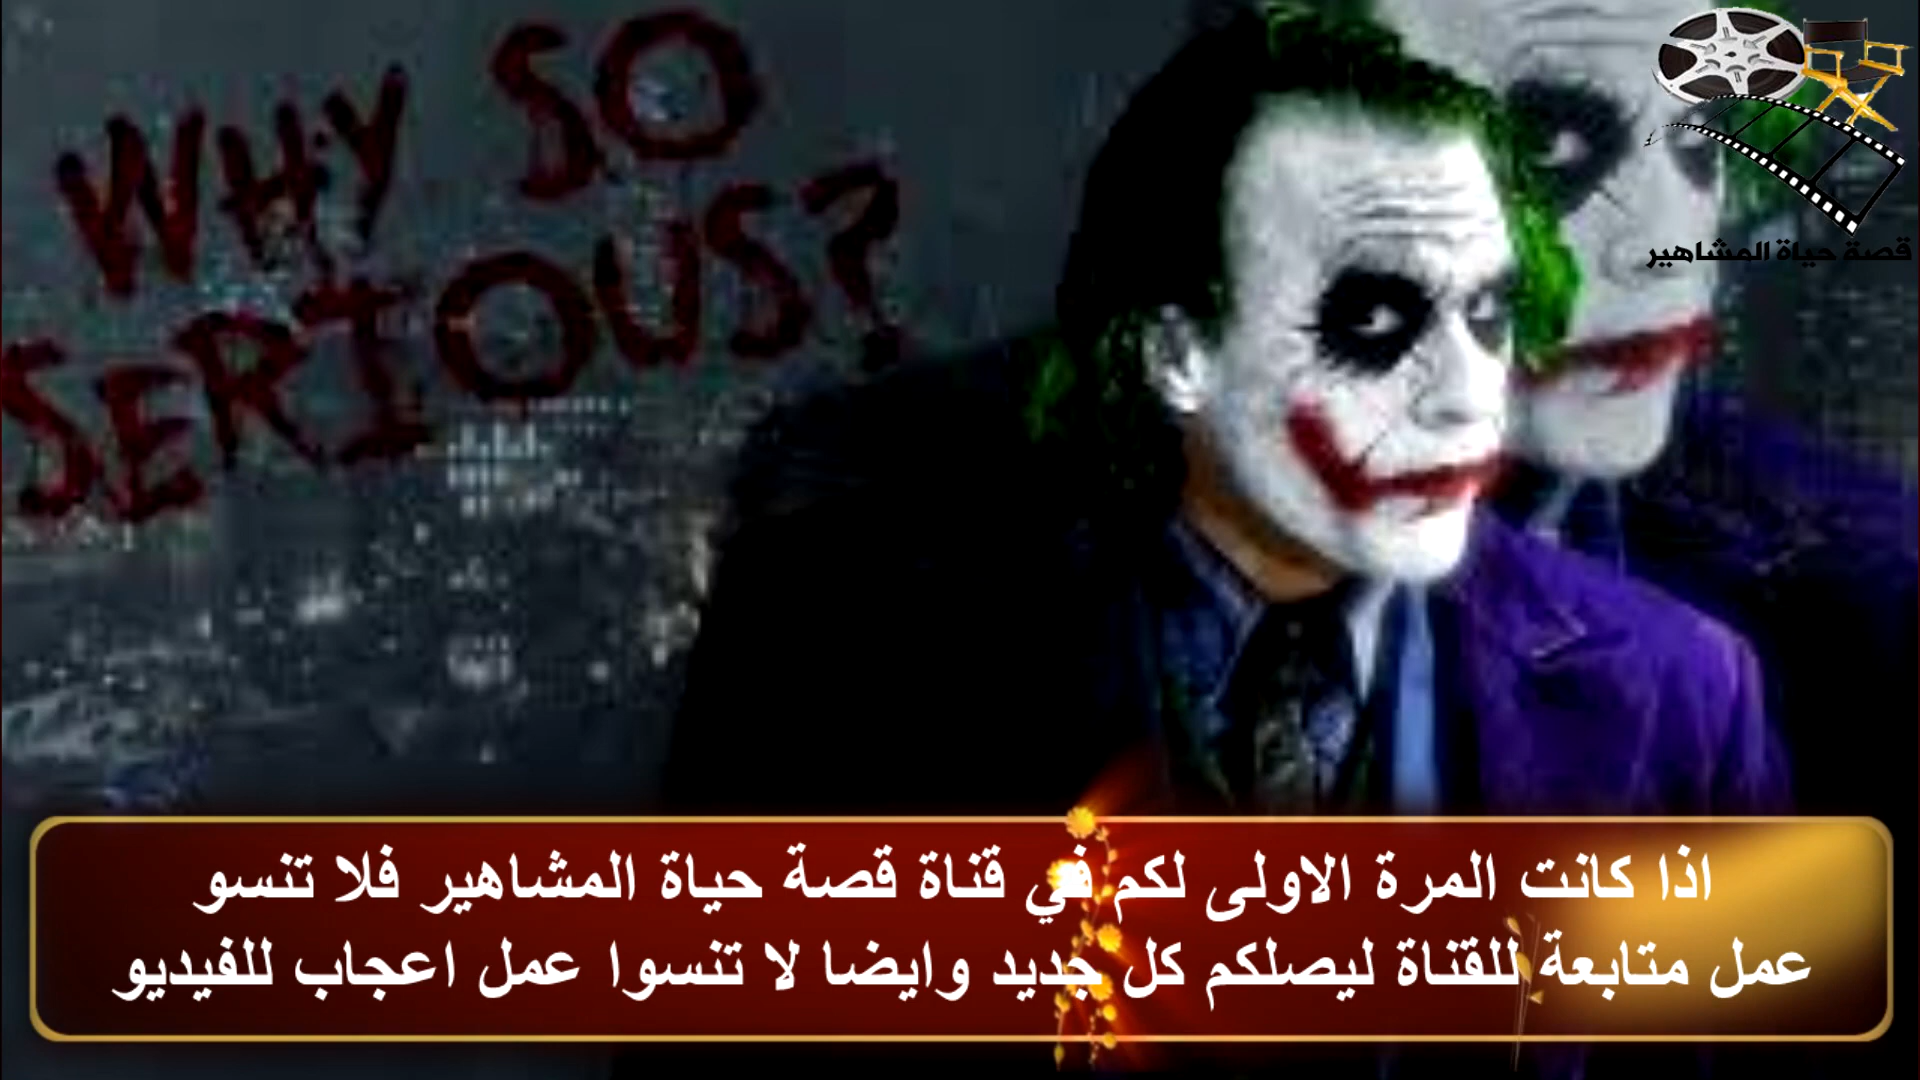 WHY SO
SERIOUS?
قصة حياة المشاهير
اذا كانت المرة الاولى لكم في قناة قصة حياة المشاهير فلا تنسو
عمل متابعة للقناة ليصلكم كل جديد وايضا لا تنسوا عمل اعجاب للفيديو